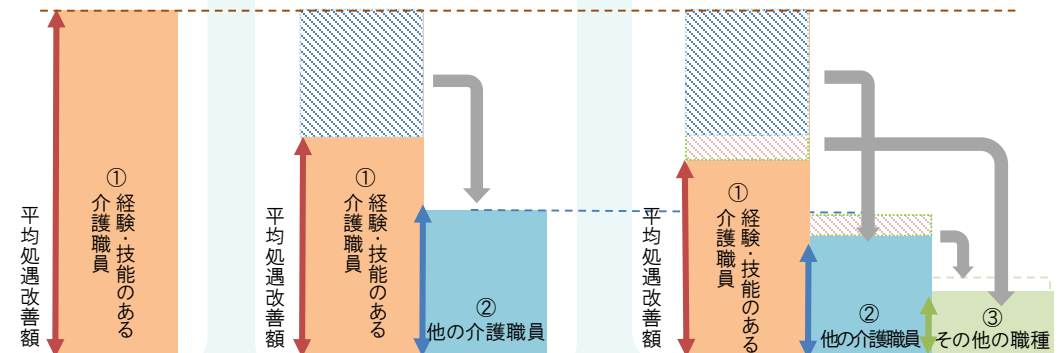 平均処遇改善額
①
経験・技能のある
介護職員
平均処遇改善額
①
経験・技能のある
介護職員
②
他の介護職員
平均処遇改善額
①
経験・技能のある
介護職員
②
他の介護職員
③
その他の職種